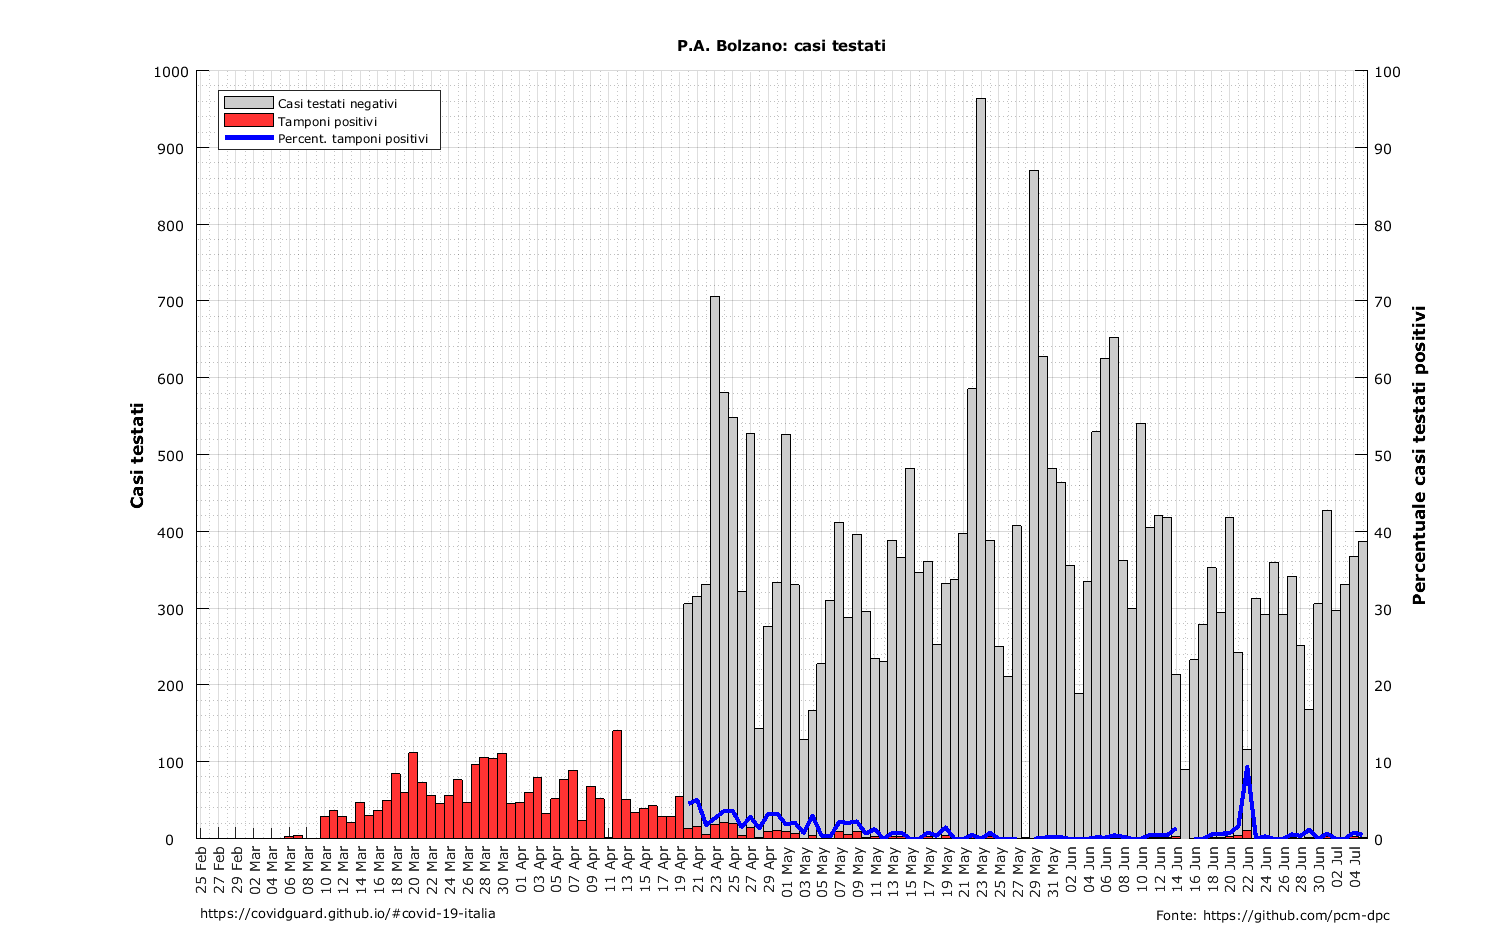 P.A. Bolzano: casi testati
Casi testati negativi
Tamponi positivi
Percent. tamponi positivi
Casi testati
1000
900
800
700
600
500
400
300
200
100
0
100
90
80
70
60
50
40
30
20
10
0
Percentuale casi testati positivi
25 Feb
27 Feb
29 Feb
02 Mar
04 Mar
06 Mar
08 Mar
10 Mar
12 Mar
14 Mar
16 Mar
18 Mar
20 Mar
22 Mar
24 Mar
26 Mar
28 Mar
30 Mar
01 Apr
03 Apr
05 Apr
07 Apr
09 Apr
11 Apr
13 Apr
15 Apr
17 Apr
19 Apr
21 Apr
23 Apr
25 Apr
27 Apr
29 Apr
01 May
03 May
05 May
07 May
09 May
11 May
13 May
15 May
17 May
19 May
21 May
23 May
25 May
27 May
29 May
31 May
02 Jun
04 Jun
06 Jun
08 Jun
10 Jun
12 Jun
14 Jun
16 Jun
18 Jun
20 Jun
22 Jun
24 Jun
26 Jun
28 Jun
30 Jun
02 Jul
04 Jul
https://covidguard.github.io/#covid-19-italia
Fonte: https://github.com/pcm-dpc